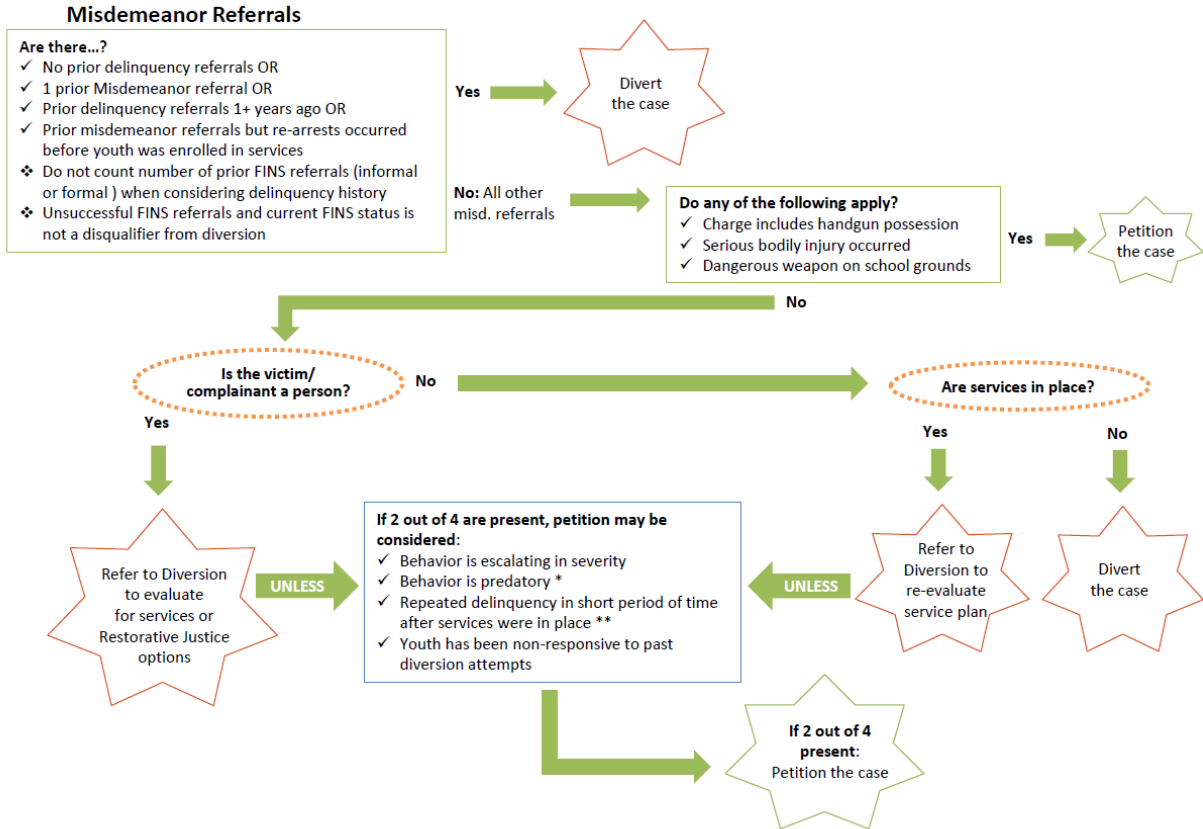 Misdemeanor Referrals
Are there…?
✓ No prior delinquency referrals OR
✓ 1 prior Misdemeanor referral OR
✓ Prior delinquency referrals 1+ years ago OR
✓ Prior misdemeanor referrals but re-arrests occurred
before youth was enrolled in services
❖ Do not count number of prior FINS referrals (informal
or formal ) when considering delinquency history
❖ Unsuccessful FINS referrals and current FINS status is
not a disqualifier from diversion
Yes
Divert
the case
No: All other
misd. referrals
Do any of the following apply?
✓ Charge includes handgun possession
✓ Serious bodily injury occurred
✓ Dangerous weapon on school grounds
Yes
Petition
the case
No
Is the victim/
complainant a person?
No
Are services in place?
Yes
Yes
No
Refer to Diversion
to evaluate
for services or
Restorative Justice
options
UNLESS
If 2 out of 4 are present, petition may be
considered:
✓ Behavior is escalating in severity
✓ Behavior is predatory *
✓ Repeated delinquency in short period of time
after services were in place **
✓ Youth has been non-responsive to past
diversion attempts
UNLESS
Refer to
Diversion to
re-evaluate
service plan
Divert
the case
If 2 out of 4
present:
Petition the case